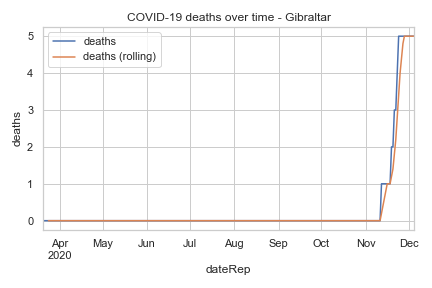 COVID-19 deaths over time - Gibraltar
deaths
deaths (rolling)
deaths
5
4
3
2
1
0
Apr May Jun Jul Aug Sep Oct Nov Dec
2020
dateRep